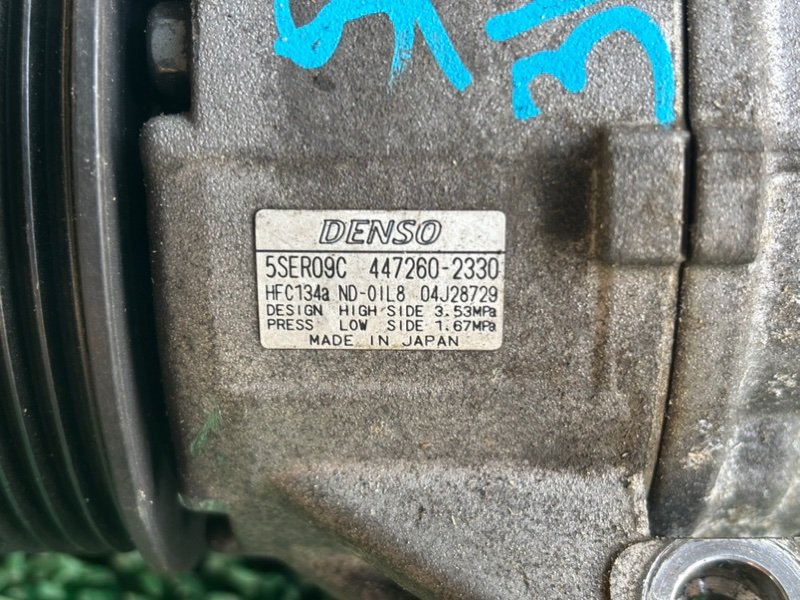 DENSO
5SER09C 447260-2330
HFC134a ND-OIL8 04J28729
DESIGN HIGH SIDE 3.53MPa
PRESS LOW SIDE 1.67MPa
MADE IN JAPAN